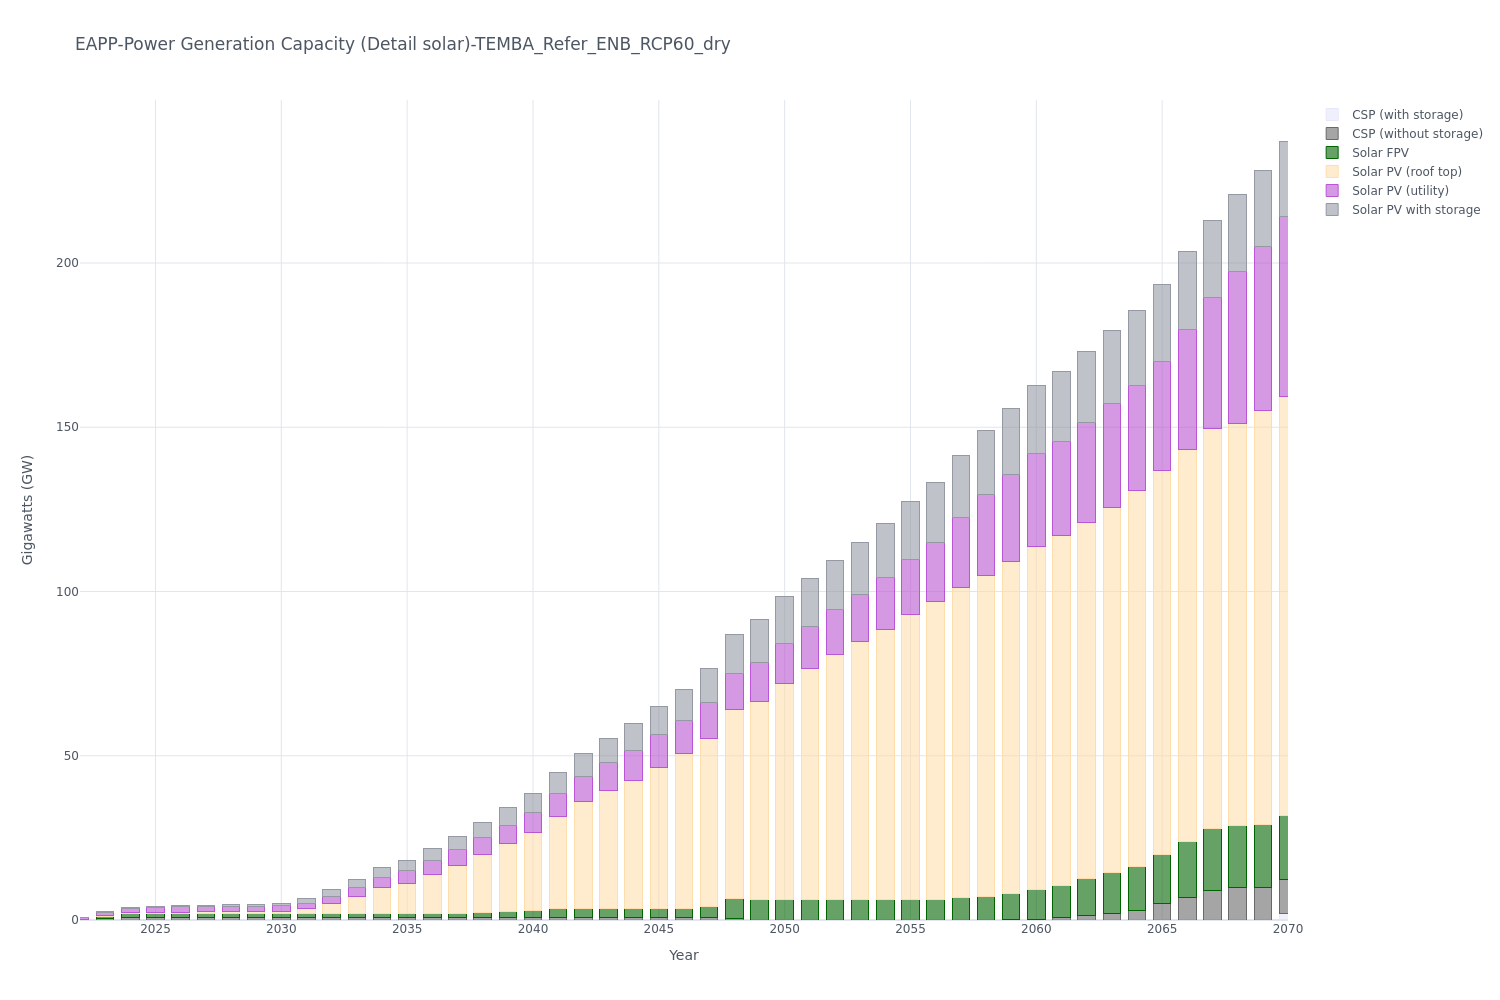 EAPP-Power Generation Capacity (Detail solar)-TEMBA_Refer_ENB_RCP60_dry
CSP (with storage)
CSP (without storage)
Solar FPV
Solar PV (roof top)
Solar PV (utility)
Solar PV with storage
200
150
100
50
0
Gigawatts (GW)
2025 2030 2035 2040 2045 2050 2055 2060 2065 2070
Year